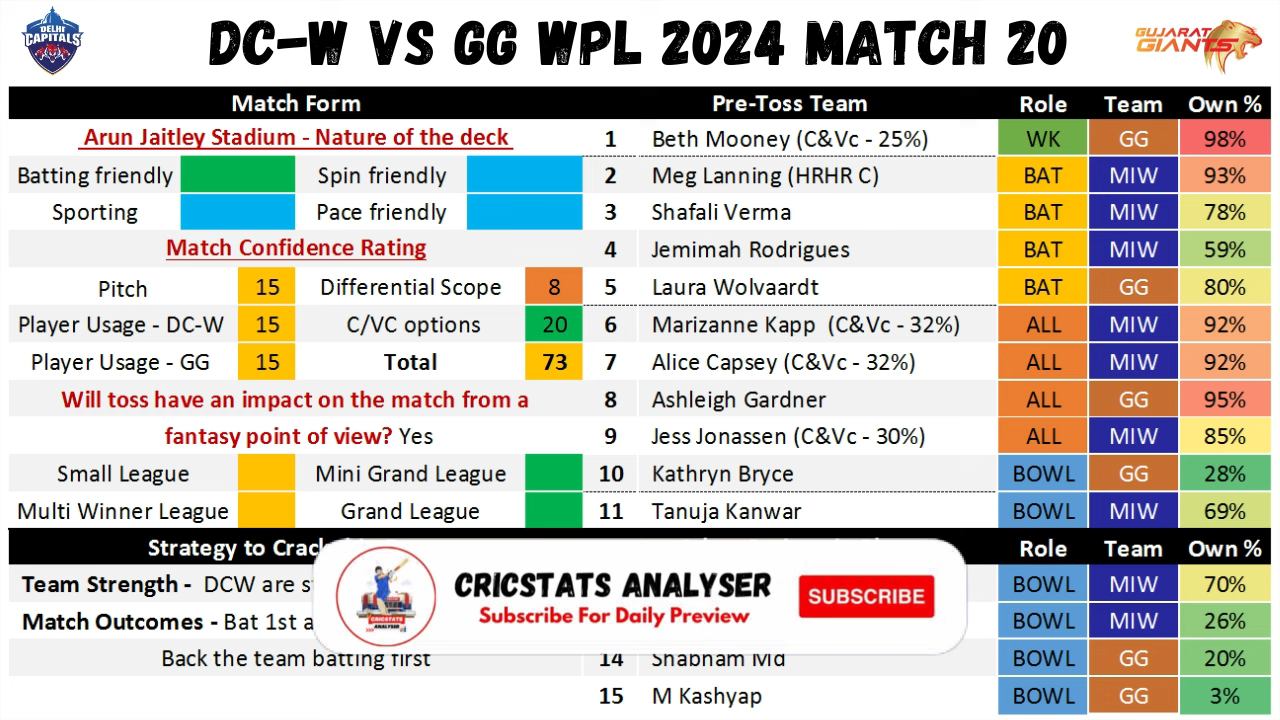 DELHI CAPITALS
DC-W VS GG WPL 2024 MATCH 20
GUJARAT GIANTS
Match Form Pre-Toss Team Role Team Own %
Arun Jaitley Stadium - Nature of the deck 1 Beth Mooney (C&Vc - 25%) WK GG 98%
Batting friendly Spin friendly 2 Meg Lanning (HRHR C) BAT MIW 93%
Sporting Pace friendly 3 Shafali Verma BAT MIW 78%
Match Confidence Rating 4 Jemimah Rodrigues BAT MIW 59%
Pitch 15 Differential Scope 8 5 Laura Wolvaardt BAT GG 80%
Player Usage - DC-W 15 C/VC options 20 6 Marizanne Kapp (C&Vc - 32%) ALL MIW 92%
Player Usage - GG 15 Total 73 7 Alice Capsey (C&Vc - 32%) ALL MIW 92%
Will toss have an impact on the match from a 8 Ashleigh Gardner ALL GG 95%
fantasy point of view? Yes 9 Jess Jonassen (C&Vc - 30%) ALL MIW 85%
Small League Mini Grand League 10 Kathryn Bryce BOWL GG 28%
Multi Winner League Grand League 11 Tanuja Kanwar BOWL MIW 69%
Strategy to Crac Role Team Own %
Team Strength - DCW are s BOWL MIW 70%
Match Outcomes - Bat 1st a BOWL MIW 26%
CRICSTATS ANALYSER
Subscribe For Daily Preview
SUBSCRIBE
CRICSTATS ANALYSER
Back the team batting first 14 Shabnam Md BOWL GG 20%
15 M Kashyap BOWL GG 3%